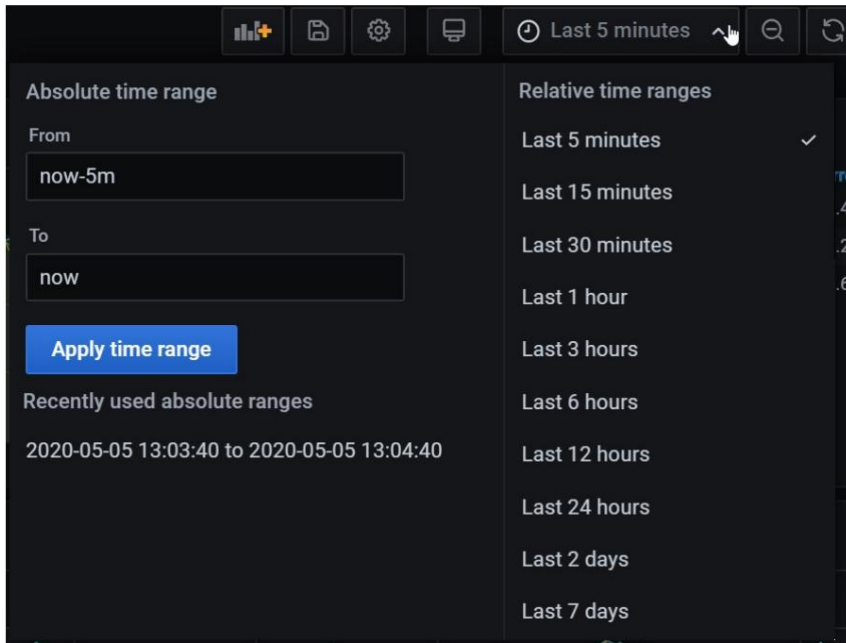 Last 5 minutes
Absolute time range
From
now-5m
To
now
Apply time range
Recently used absolute ranges
2020-05-05 13:03:40 to 2020-05-05 13:04:40
Relative time ranges
Last 5 minutes
Last 15 minutes
Last 30 minutes
Last 1 hour
Last 3 hours
Last 6 hours
Last 12 hours
Last 24 hours
Last 2 days
Last 7 days